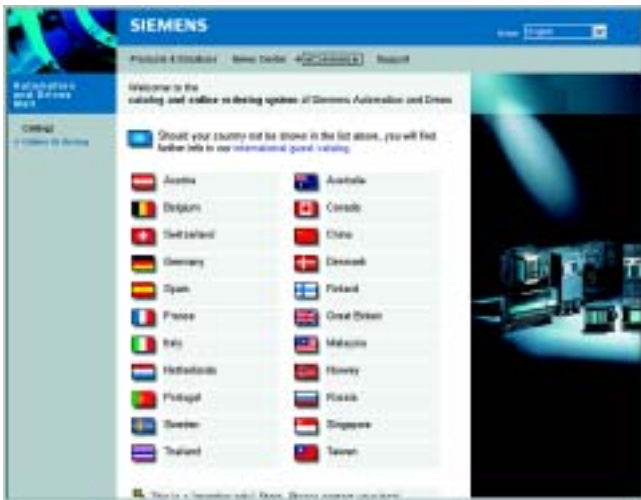 SIEMENS
English
Products & Solutions News Center Support
Automation
and Drives
Mall
Welcome to the
catalog and online ordering system of Siemens Automation and Drives
Catalog
Should your country not be shown in the list above, you will find
further info in our international guest catalog.
Austria Australia
Belgium Canada
Switzerland China
Germany Denmark
Spain Finland
France Great Britain
Italy Malaysia
Netherlands Norway
Portugal Russia
Sweden Singapore
Thailand Taiwan